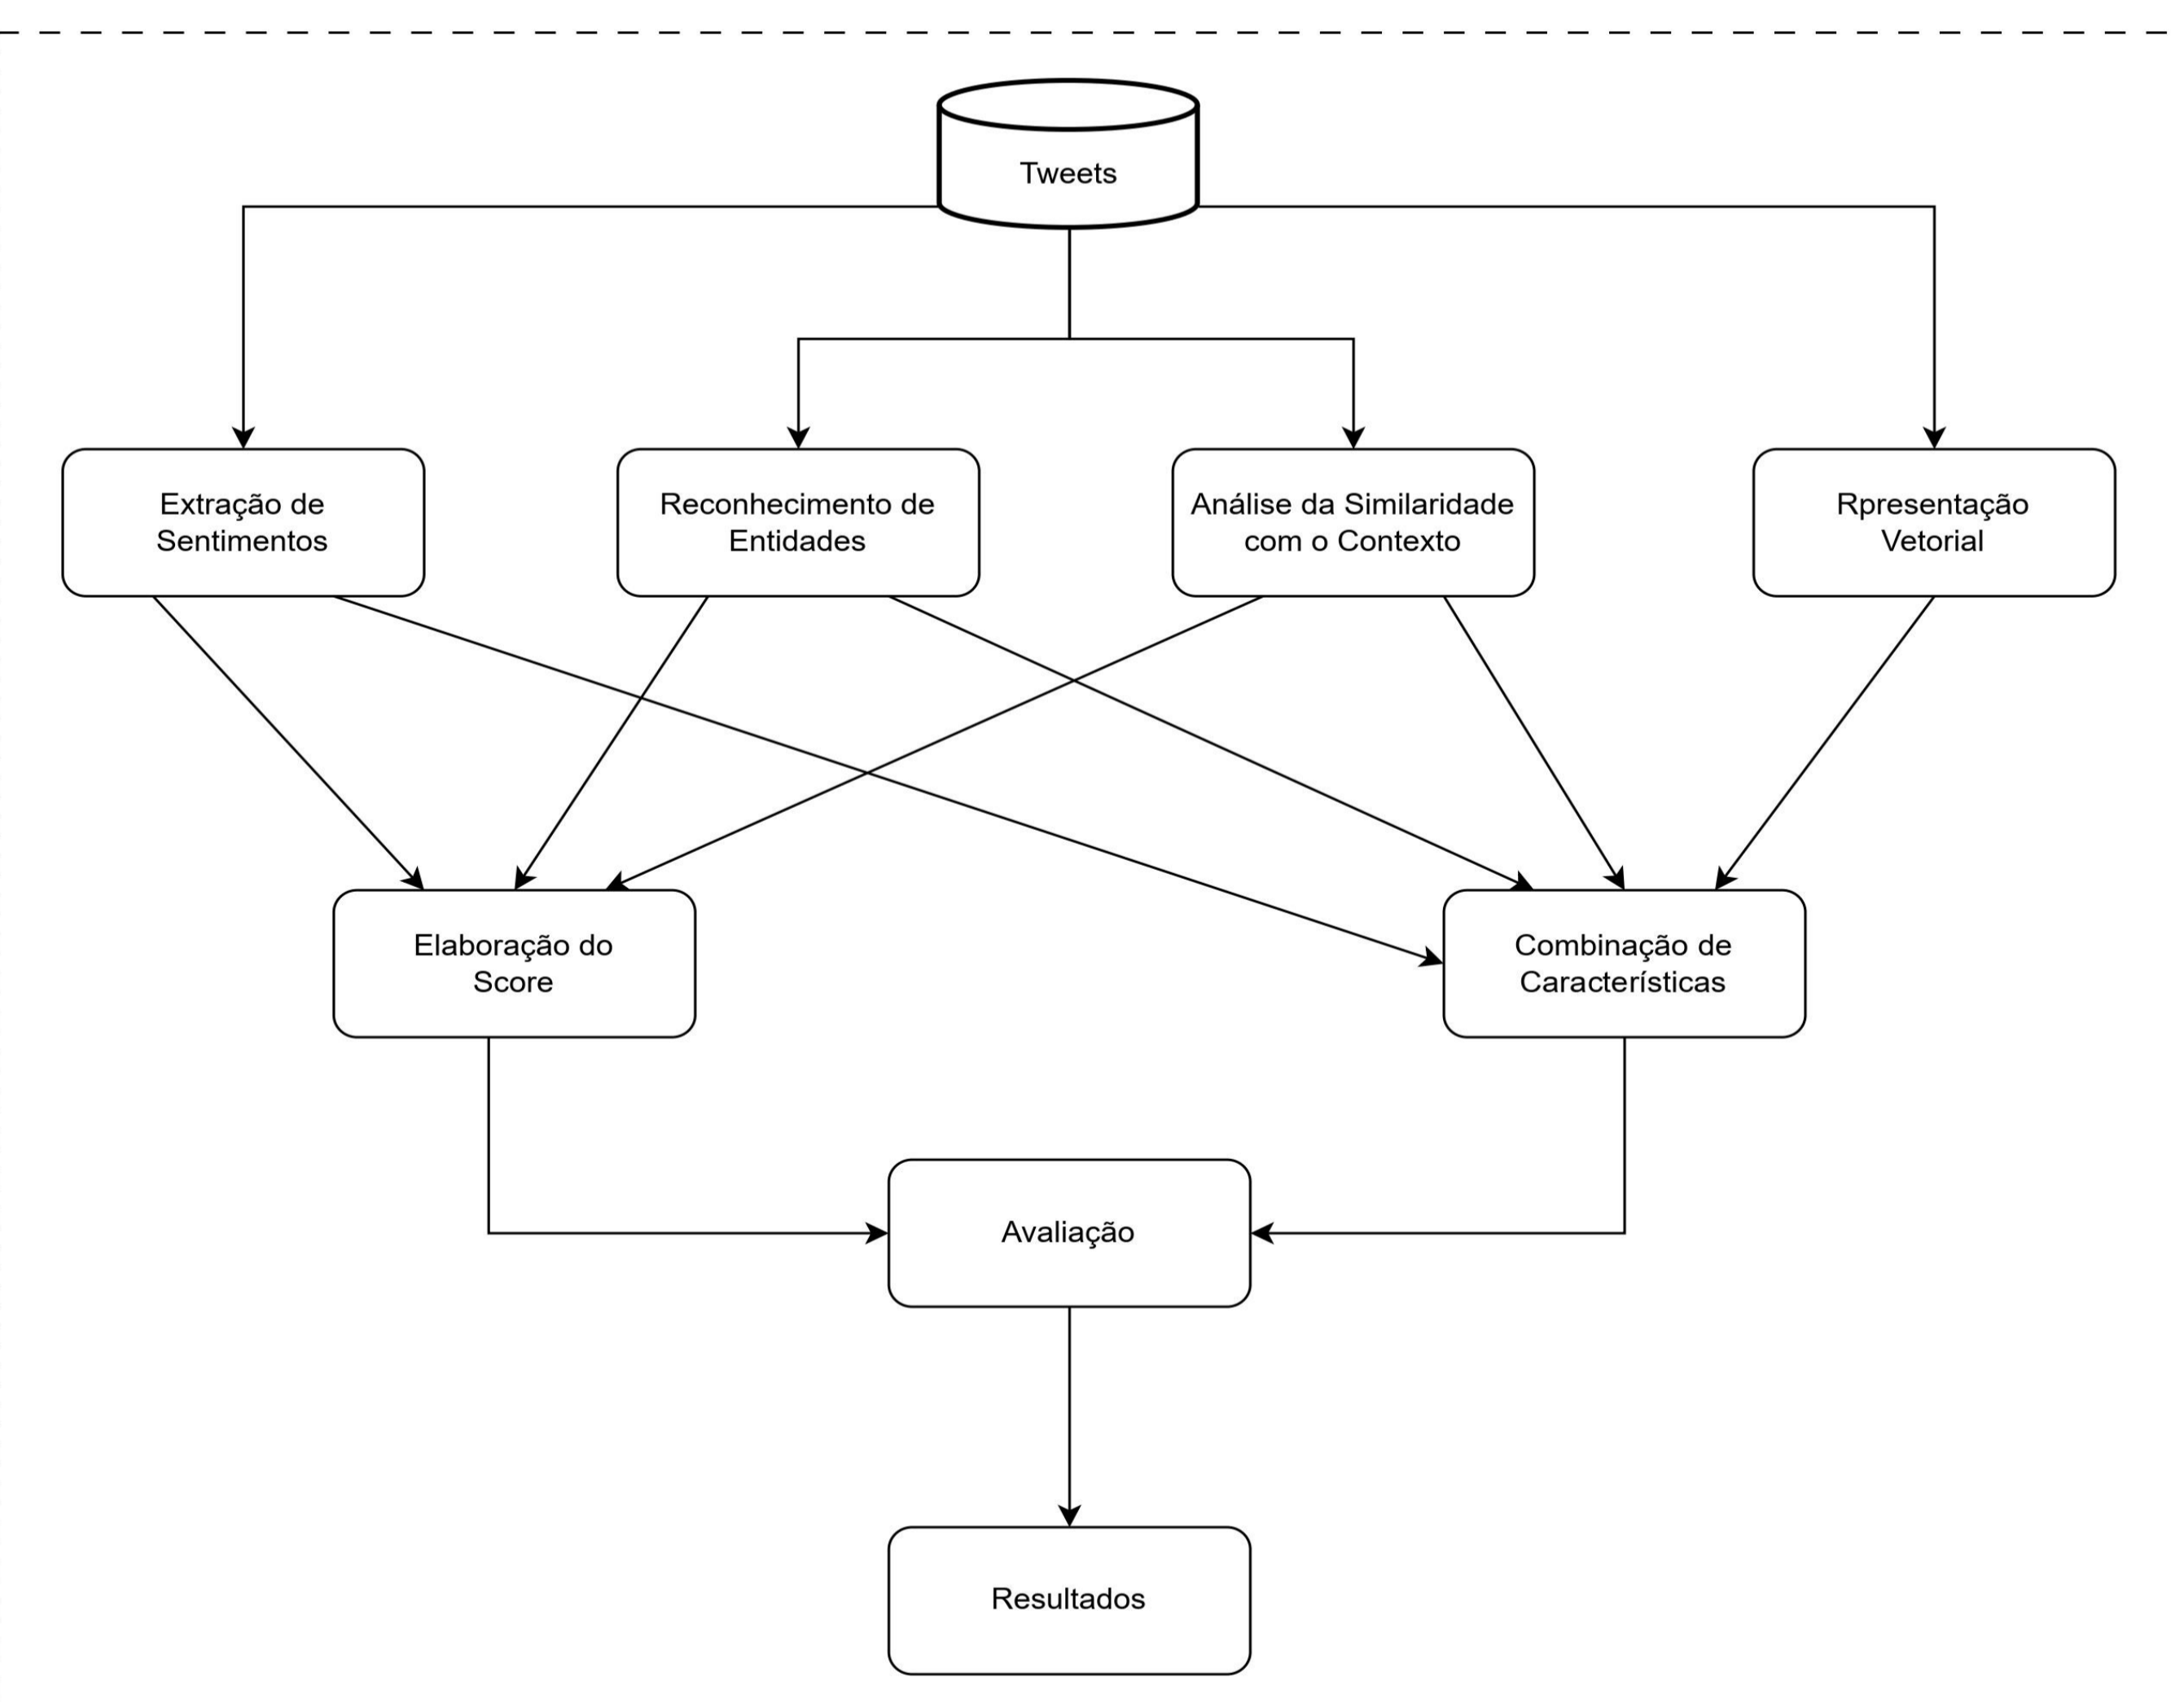 Tweets
Extração de
Sentimentos
Reconhecimento de
Entidades
Análise da Similaridade
com o Contexto
Rpresentação
Vetorial
Elaboração do
Score
Combinação de
Características
Avaliação
Resultados